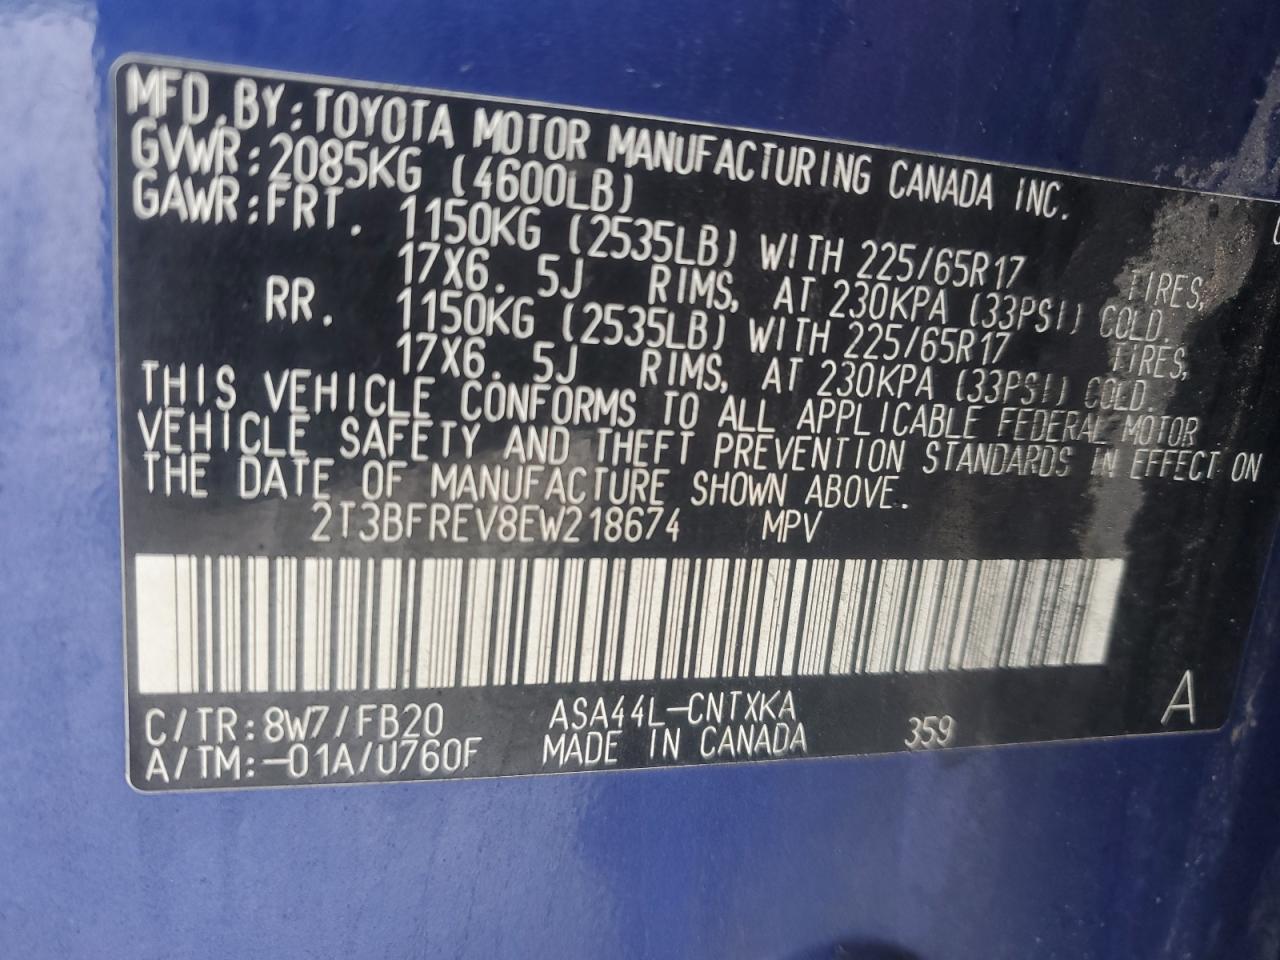 MFD.BY:TOYOTA MOTOR MANUFACTURING CANADA INC.
GVWR:2085KG (4600LB)
GAWR:FRT. 1150KG (2535LB) WITH 225/65R17 TIRES,
17X6.5J RIMS, AT 230KPA (33PSI) COLD.
RR. 1150KG (2535LB) WITH 225/65R17 TIRES,
17X6.5J RIMS, AT 230KPA (33PSI) COLD.
THIS VEHICLE CONFORMS TO ALL APPLICABLE FEDERAL MOTOR
VEHICLE SAFETY AND THEFT PREVENTION STANDARDS IN EFFECT ON
THE DATE OF MANUFACTURE SHOWN ABOVE.
2T3BFREV8EW218674 MPV
C/TR:8W7/FB20 ASA44L-CNTXKA A
A/TM:-01A/U760F MADE IN CANADA 359